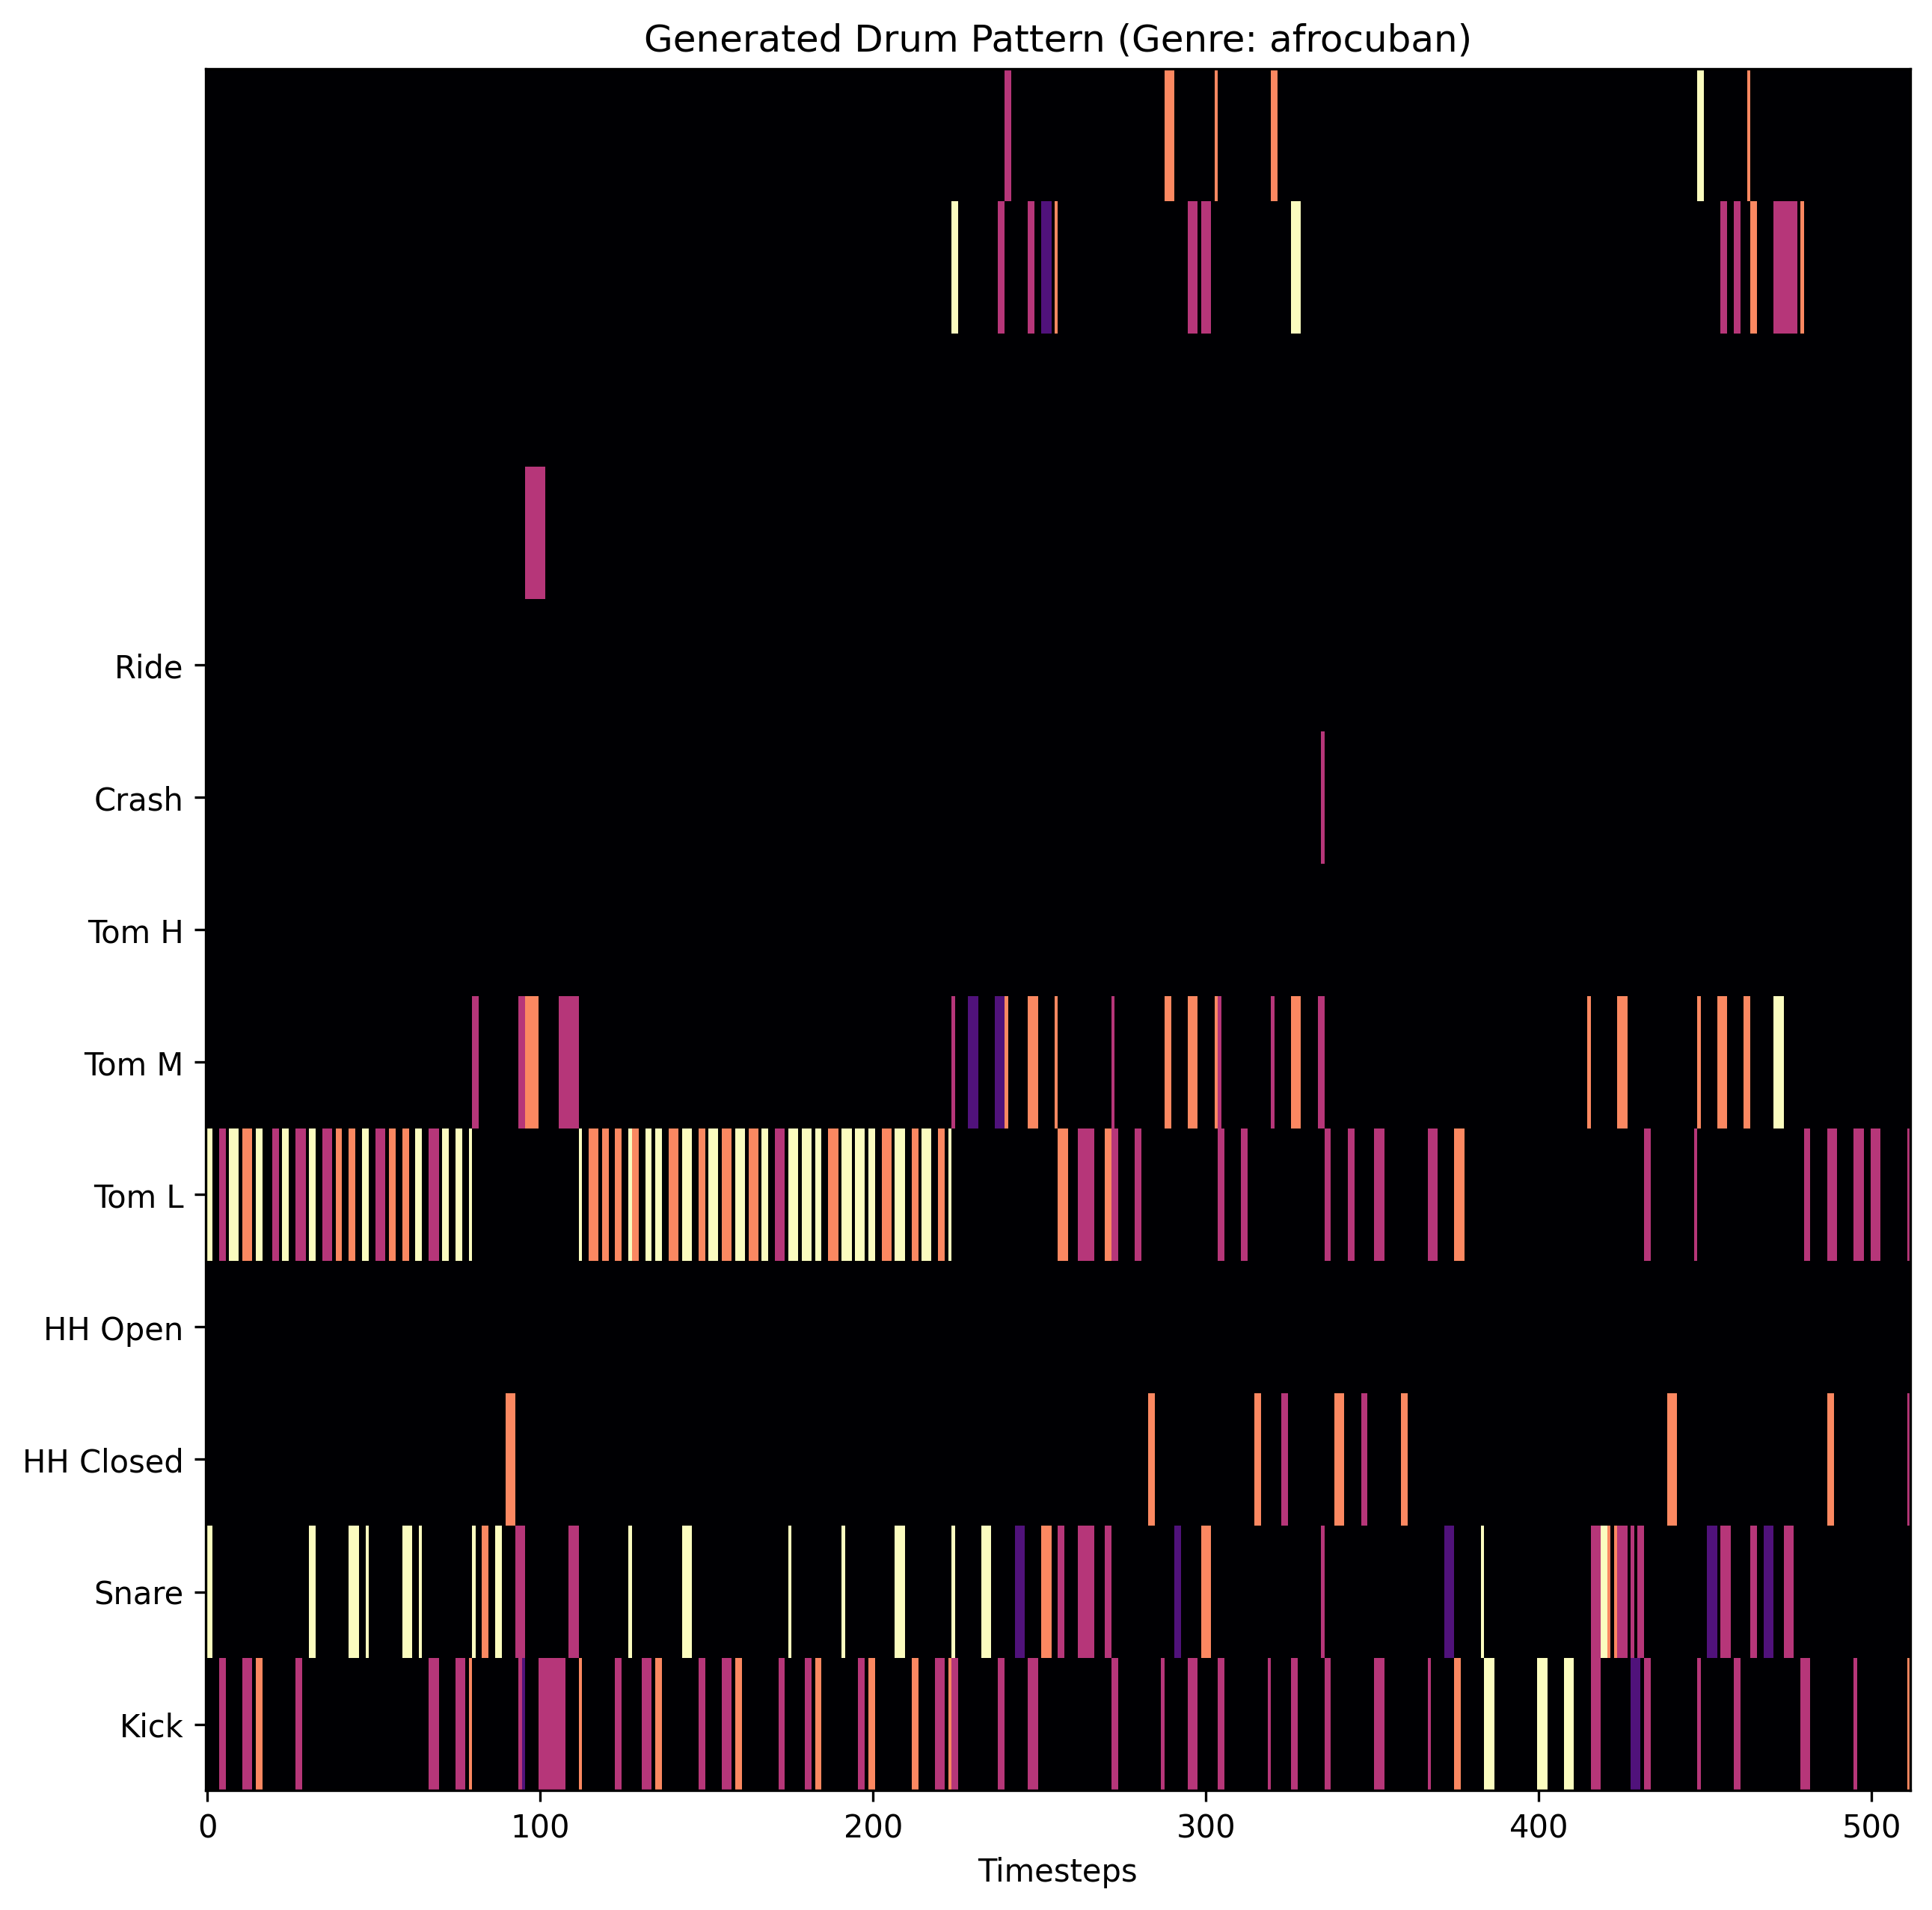 Generated Drum Pattern (Genre: afrocuban)
Ride
Crash
Tom H
Tom M
Tom L
HH Open
HH Closed
Snare
Kick
0 100 200 300 400 500
Timesteps